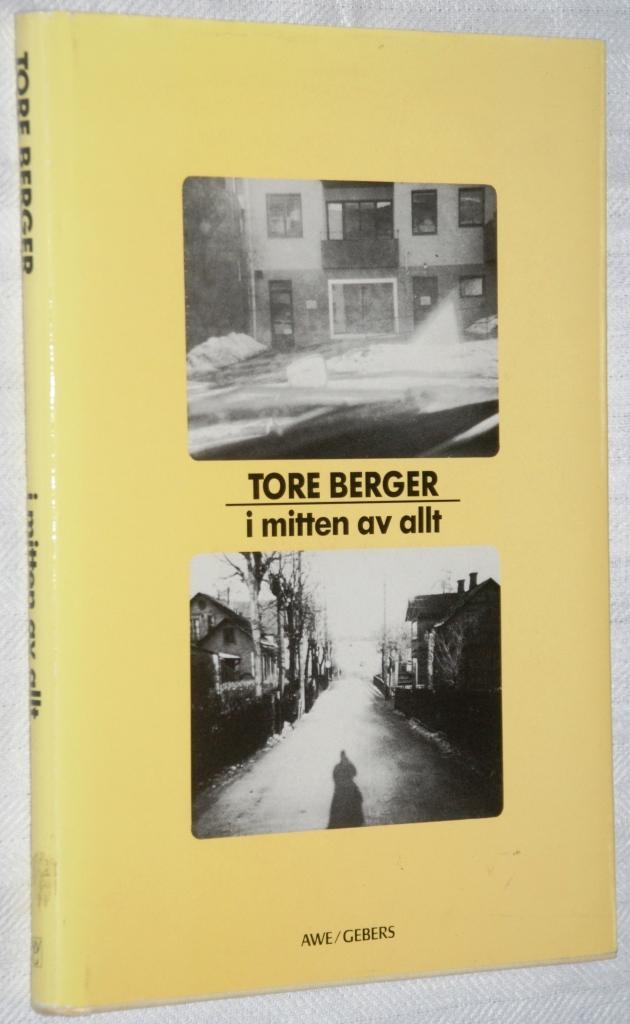 TORE BERGER
i mitten av allt
TORE BERGER
i mitten av allt
AWE/GEBERS